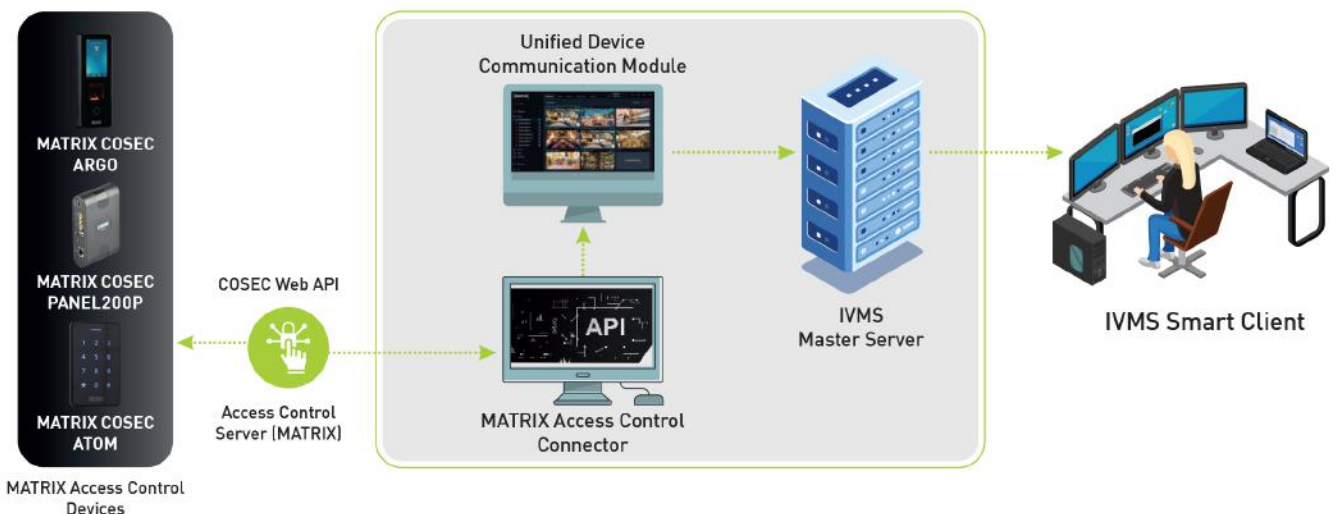 MATRIX COSEC
ARGO
MATRIX COSEC
PANEL200P
MATRIX COSEC
ATOM
MATRIX Access Control
Devices
COSEC Web API
Access Control
Server (MATRIX)
Unified Device
Communication Module
API
MATRIX Access Control
Connector
IVMS
Master Server
IVMS Smart Client